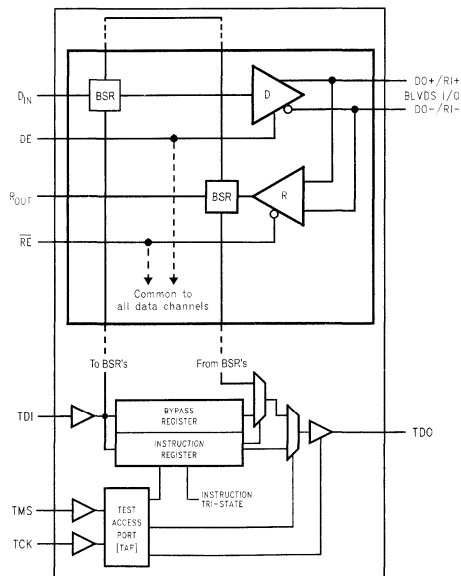 DO+/RI+
BSR
D
DIN
BLVDS I/O
DO-/RI-
DE
ROUT
BSR
R
RE
Common to
all data channels
To BSR's
From BSR's
TDI
BYPASS
REGISTER
INSTRUCTION
REGISTER
TDO
INSTRUCTION
TRI-STATE
TMS
TEST
ACCESS
PORT
[TAP]
TCK